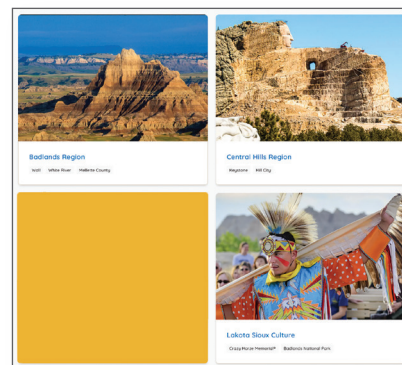 Badlands Region
Wall White River Mellette County
Central Hills Region
Keystone Hill City
Lakota Sioux Culture
Crazy Horse Memorial® Badlands National Park